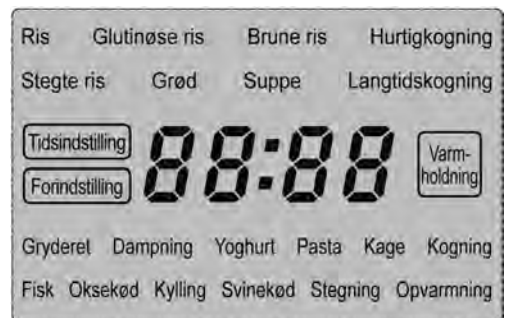 Ris Glutinøse ris Brune ris Hurtigkogning
Stegte ris Grød Suppe Langtidskogning
Tidsindstilling
Forindstilling
88:88
Varm-
holdning
Gryderet Dampning Yoghurt Pasta Kage Kogning
Fisk Oksekød Kylling Svinekød Stegning Opvarmning